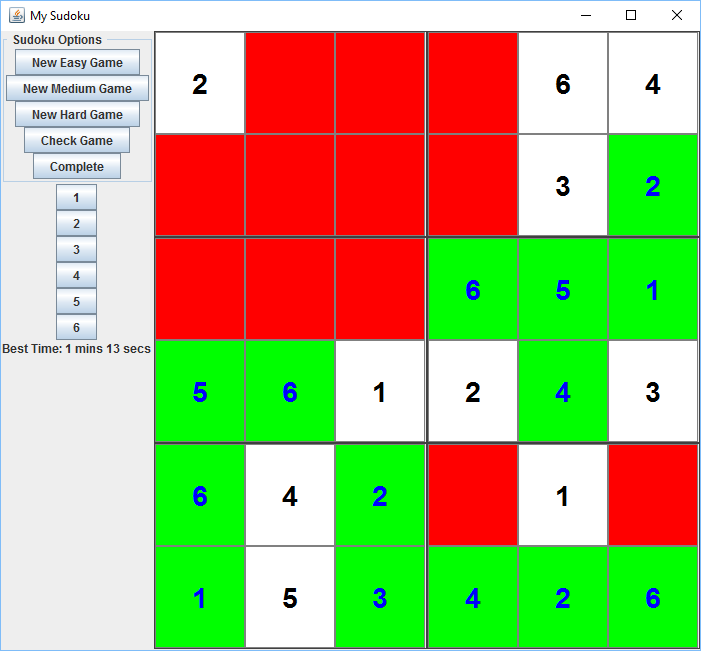 My Sudoku
Sudoku Options
New Easy Game
New Medium Game
New Hard Game
Check Game
Complete
1
2
3
4
5
6
Best Time: 1 mins 13 secs
2 6 4
3 2
6 5 1
5 6 1 2 4 3
6 4 2 1
1 5 3 4 2 6